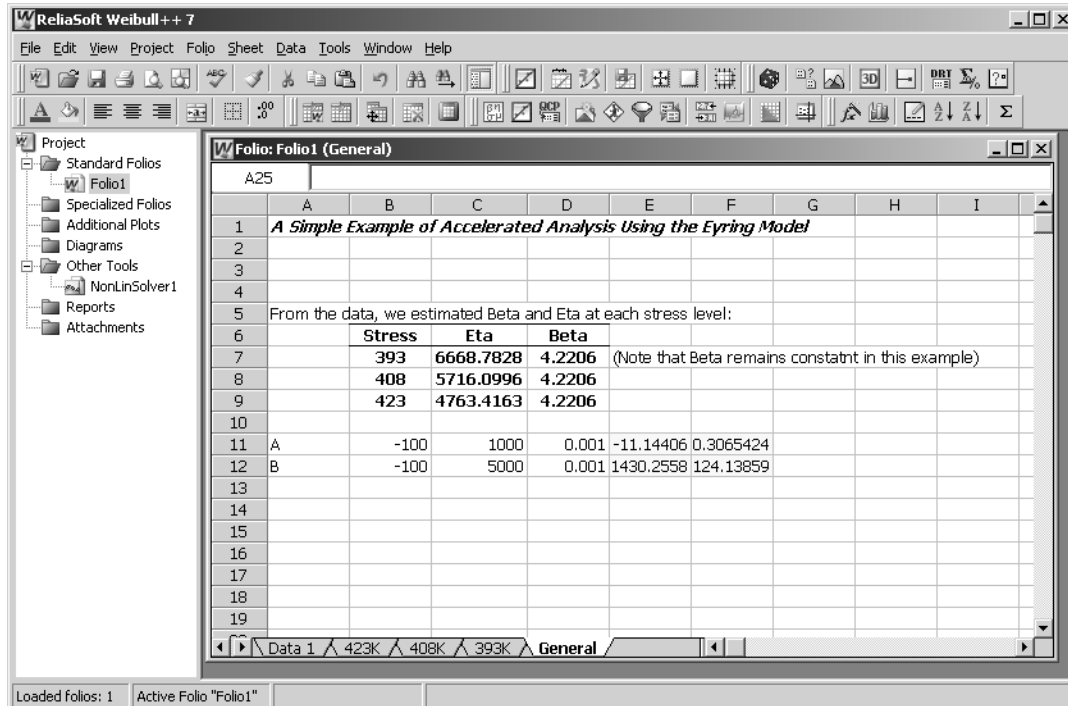 ReliaSoft Weibull++ 7
File Edit View Project Folio Sheet Data Tools Window Help
Project
Standard Folios
Folio1
Specialized Folios
Additional Plots
Diagrams
Other Tools
NonLinSolver1
Reports
Attachments
Folio: Folio1 (General)
A25
A B C D E F G H I
1 A Simple Example of Accelerated Analysis Using the Eyring Model
2
3
4
5 From the data, we estimated Beta and Eta at each stress level:
6 Stress Eta Beta
7 393 6668.7828 4.2206 (Note that Beta remains constatnt in this example)
8 408 5716.0996 4.2206
9 423 4763.4163 4.2206
10
11 A -100 1000 0.001 -11.14406 0.3065424
12 B -100 5000 0.001 1430.2558 124.13859
13
14
15
16
17
18
19
Data 1 423K 408K 393K General
Loaded folios: 1 Active Folio "Folio1"